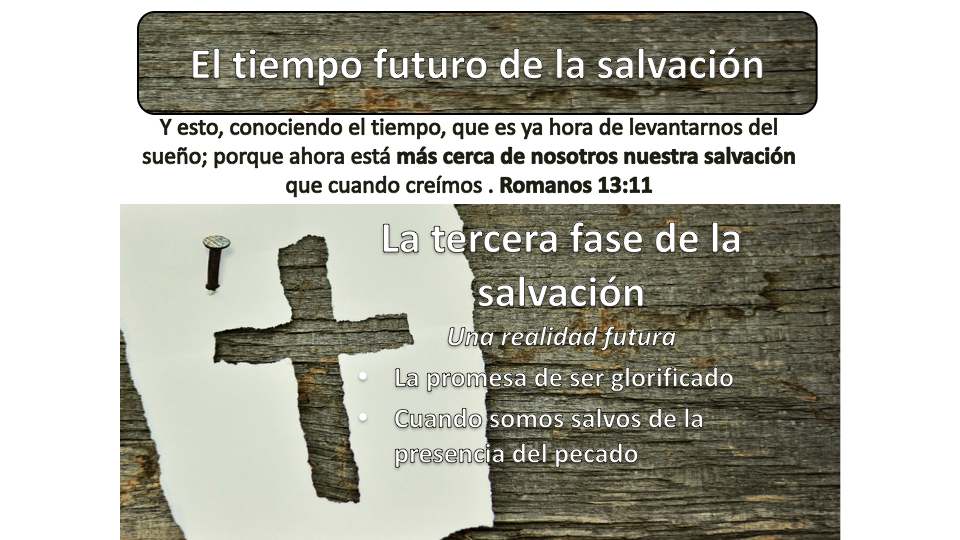 El tiempo futuro de la salvación
Y esto, conociendo el tiempo, que es ya hora de levantarnos del
sueño; porque ahora está más cerca de nosotros nuestra salvación
que cuando creímos . Romanos 13:11
La tercera fase de la
salvación
Una realidad futura
• La promesa de ser glorificado
• Cuando somos salvos de la
presencia del pecado